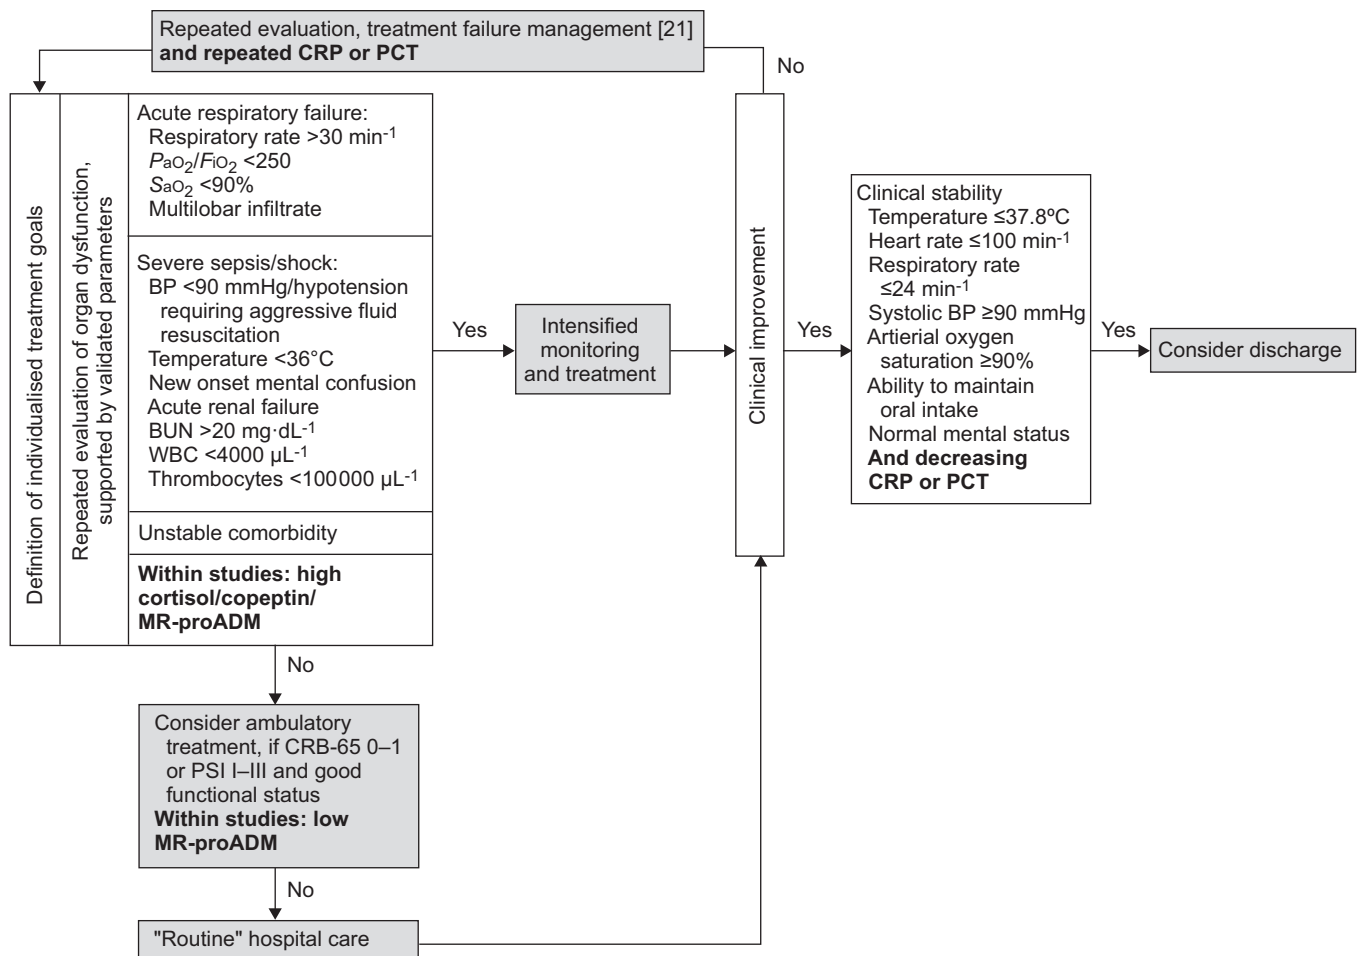 Repeated evaluation, treatment failure management [21]
and repeated CRP or PCT
No
Definition of individualised treatment goals
Repeated evaluation of organ dysfunction,
supported by validated parameters
Acute respiratory failure:
Respiratory rate >30 min-1
PaO2/FiO2 <250
SaO2 <90%
Multilobar infiltrate
Severe sepsis/shock:
BP <90 mmHg/hypotension
requiring aggressive fluid
resuscitation
Temperature <36°C
New onset mental confusion
Acute renal failure
BUN >20 mg·dL-1
WBC <4000 µL-1
Thrombocytes <100000 µL-1
Unstable comorbidity
Within studies: high
cortisol/copeptin/
MR-proADM
Yes
Intensified
monitoring
and treatment
Clinical improvement
Yes
Clinical stability
Temperature ≤37.8ºC
Heart rate ≤100 min-1
Respiratory rate
≤24 min-1
Systolic BP ≥90 mmHg
Artierial oxygen
saturation ≥90%
Ability to maintain
oral intake
Normal mental status
And decreasing
CRP or PCT
Yes
Consider discharge
No
Consider ambulatory
treatment, if CRB-65 0–1
or PSI I–III and good
functional status
Within studies: low
MR-proADM
No
"Routine" hospital care